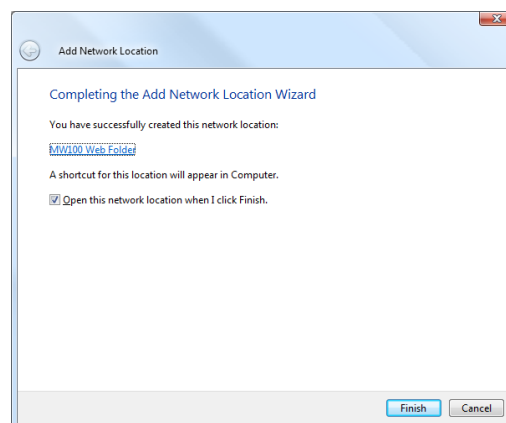 Add Network Location
Completing the Add Network Location Wizard
You have successfully created this network location:
MW100 Web Folder
A shortcut for this location will appear in Computer.
Open this network location when I click Finish.
Finish
Cancel